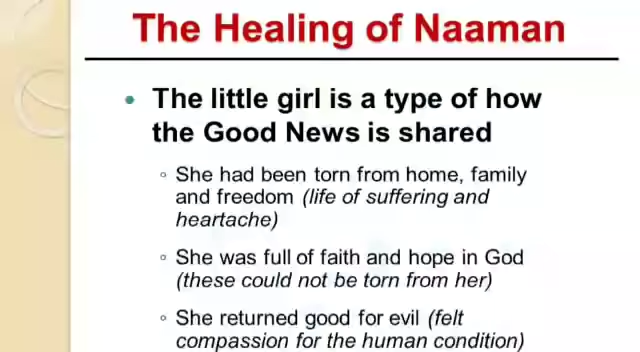 The Healing of Naaman
• The little girl is a type of how
the Good News is shared
◦ She had been torn from home, family
and freedom (life of suffering and
heartache)
◦ She was full of faith and hope in God
(these could not be torn from her)
◦ She returned good for evil (felt
compassion for the human condition)